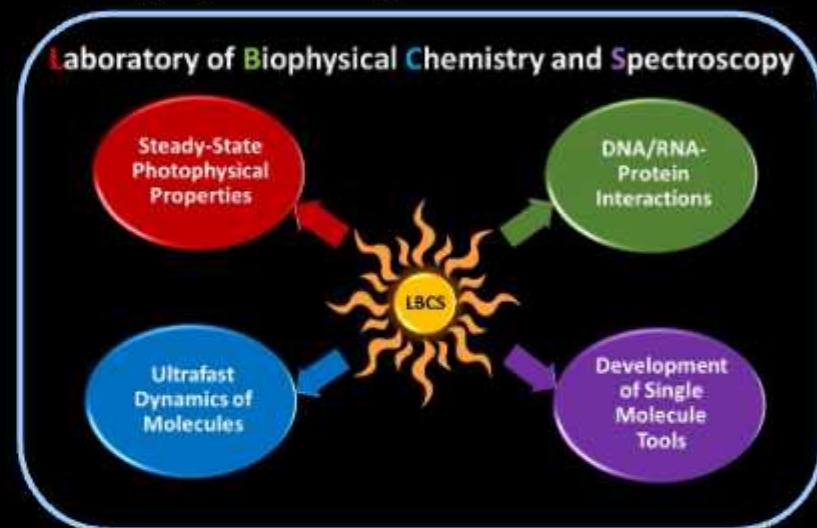 Laboratory of Biophysical Chemistry and Spectroscopy
Steady-State
Photophysical
Properties
DNA/RNA-
Protein
Interactions
LBCS
Ultrafast
Dynamics of
Molecules
Development
of Single
Molecule
Tools